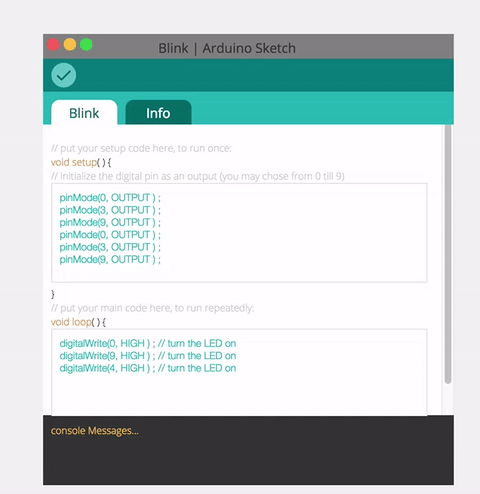 Blink | Arduino Sketch
Blink
Info
// put your setup code here, to run once:
void setup( ) {
// initialize the digital pin as an output (you may chose from 0 till 9)
pinMode(0, OUTPUT ) ;
pinMode(3, OUTPUT ) ;
pinMode(9, OUTPUT ) ;
pinMode(0, OUTPUT ) ;
pinMode(3, OUTPUT ) ;
pinMode(9, OUTPUT ) ;
}
// put your main code here, to run repeatedly:
void loop( ) {
digitalWrite(0, HIGH ) ; // turn the LED on
digitalWrite(9, HIGH ) ; // turn the LED on
digitalWrite(4, HIGH ) ; // turn the LED on
console Messages...